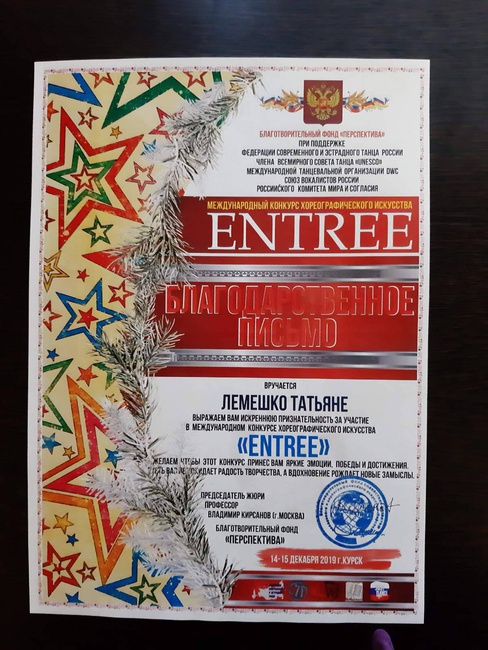 БЛАГОТВОРИТЕЛЬНЫЙ ФОНД «ПЕРСПЕКТИВА»
ПРИ ПОДДЕРЖКЕ
ФЕДЕРАЦИИ СОВРЕМЕННОГО И ЭСТРАДНОГО ТАНЦА РОССИИ
ЧЛЕНА ВСЕМИРНОГО СОВЕТА ТАНЦА «UNESCO»
МЕЖДУНАРОДНОЙ ТАНЦЕВАЛЬНОЙ ОРГАНИЗАЦИИ DWC
СОЮЗ ВОКАЛИСТОВ РОССИИ
РОССИЙСКОГО КОМИТЕТА МИРА И СОГЛАСИЯ
МЕЖДУНАРОДНЫЙ КОНКУРС ХОРЕОГРАФИЧЕСКОГО ИСКУССТВА
ENTREE
БЛАГОДАРСТВЕННОЕ
ПИСЬМО
ВРУЧАЕТСЯ
ЛЕМЕШКО ТАТЬЯНЕ
ВЫРАЖАЕМ ВАМ ИСКРЕННЮЮ ПРИЗНАТЕЛЬНОСТЬ ЗА УЧАСТИЕ
В МЕЖДУНАРОДНОМ КОНКУРСЕ ХОРЕОГРАФИЧЕСКОГО ИСКУССТВА
«ENTREE»
ЖЕЛАЕМ ЧТОБЫ ЭТОТ КОНКУРС ПРИНЕС ВАМ ЯРКИЕ ЭМОЦИИ, ПОБЕДЫ И ДОСТИЖЕНИЯ.
РАДОСТЬ ТВОРЧЕСТВА, А ВДОХНОВЕНИЕ РОЖДАЕТ НОВЫЕ ЗАМЫСЛЫ.
ПРЕДСЕДАТЕЛЬ ЖЮРИ
ПРОФЕССОР
ВЛАДИМИР КИРСАНОВ (г.МОСКВА)
БЛАГОТВОРИТЕЛЬНЫЙ ФОНД
«ПЕРСПЕКТИВА»
14-15 ДЕКАБРЯ 2019 г.КУРСК